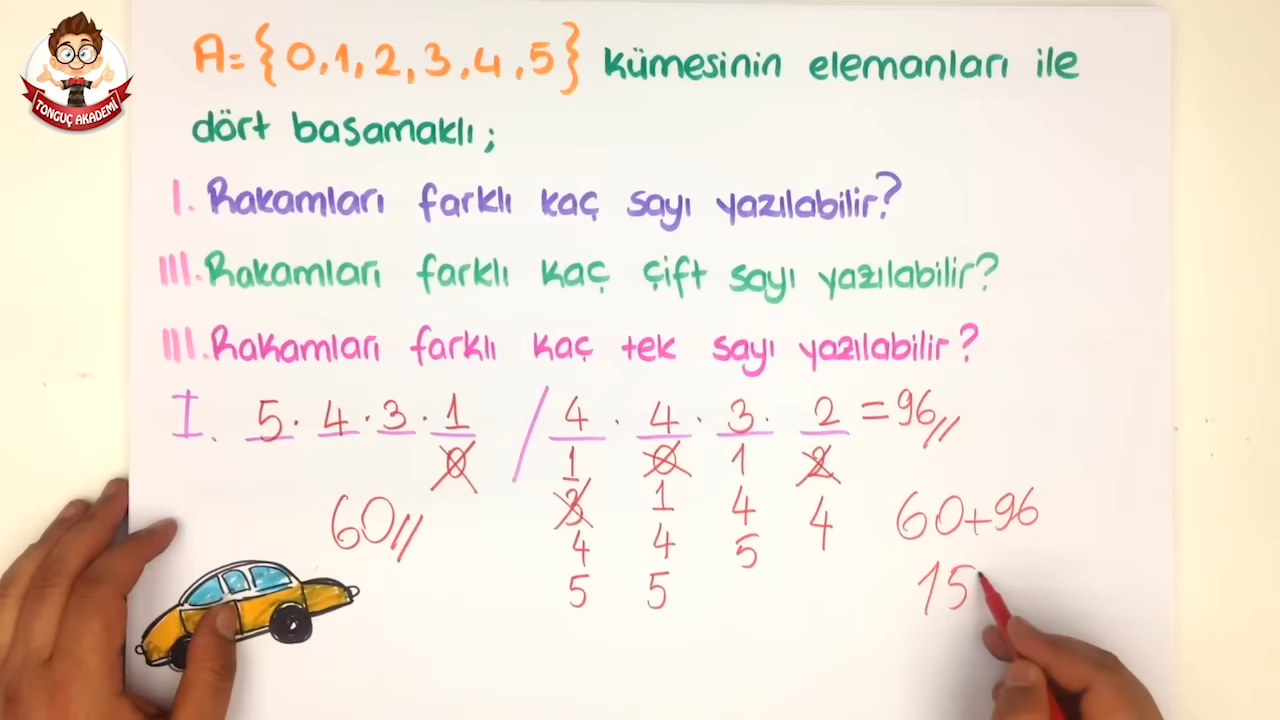 TONGUÇ AKADEMİ
A={0,1,2,3,4,5} kümesinin elemanları ile
dört basamaklı;
I. Rakamları farklı kaç sayı yazılabilir?
III. Rakamları farklı kaç çift sayı yazılabilir?
III. Rakamları farklı kaç tek sayı yazılabilir?
I. 5 · 4 · 3 · 1 / 4 · 4 · 3 · 2 = 96//
0 1 0 1 2
3 1 4 4
60// 4 4 5 60+96
5 5 15